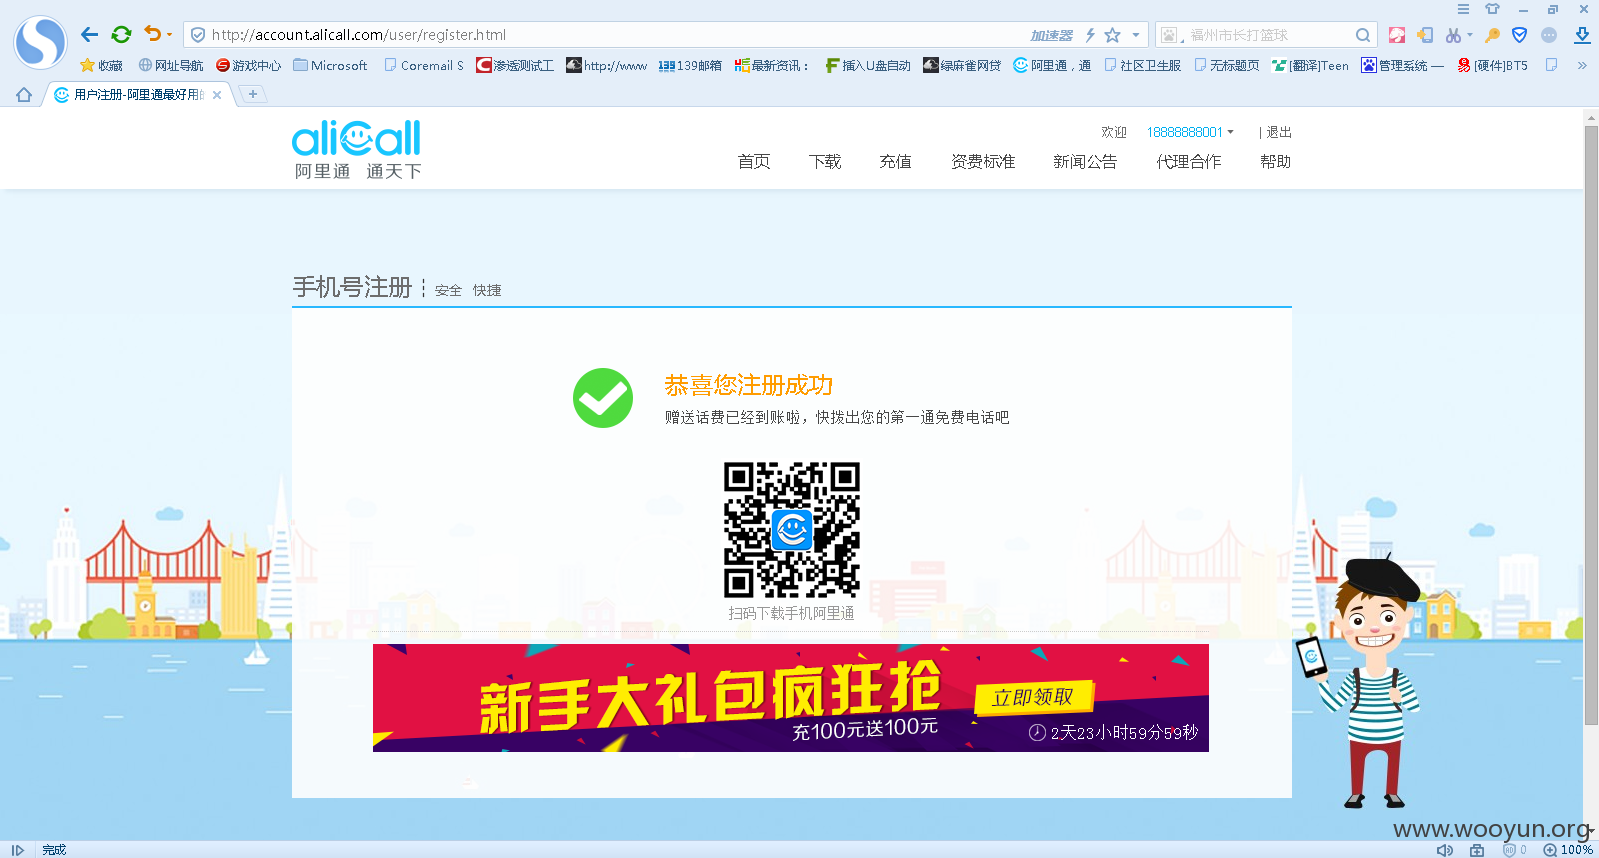 http://account.alicall.com/user/register.html
加速器
福州市长打篮球
收藏
网址导航
游戏中心
Microsoft
Coremail S
渗透测试工
http://www
139邮箱
最新资讯：
插入U盘自动
绿麻雀网贷
阿里通，通
社区卫生服
无标题页
[翻译]Teen
管理系统 —
[硬件]BT5
用户注册-阿里通最好用的
alicall
阿里通 通天下
欢迎 18888888001 | 退出
首页 下载 充值 资费标准 新闻公告 代理合作 帮助
手机号注册 安全 快捷
恭喜您注册成功
赠送话费已经到账啦，快拨出您的第一通免费电话吧
扫码下载手机阿里通
新手大礼包疯狂抢
立即领取
充100元送100元
2天23小时59分59秒
www.wooyun.org
完成
0
100%